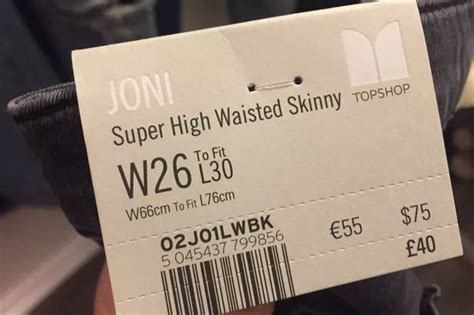 JONI
TOPSHOP
Super High Waisted Skinny
W26 To Fit L30
W66cm To Fit L76cm
02J01LWBK
5 045437 799856
€55 $75
£40